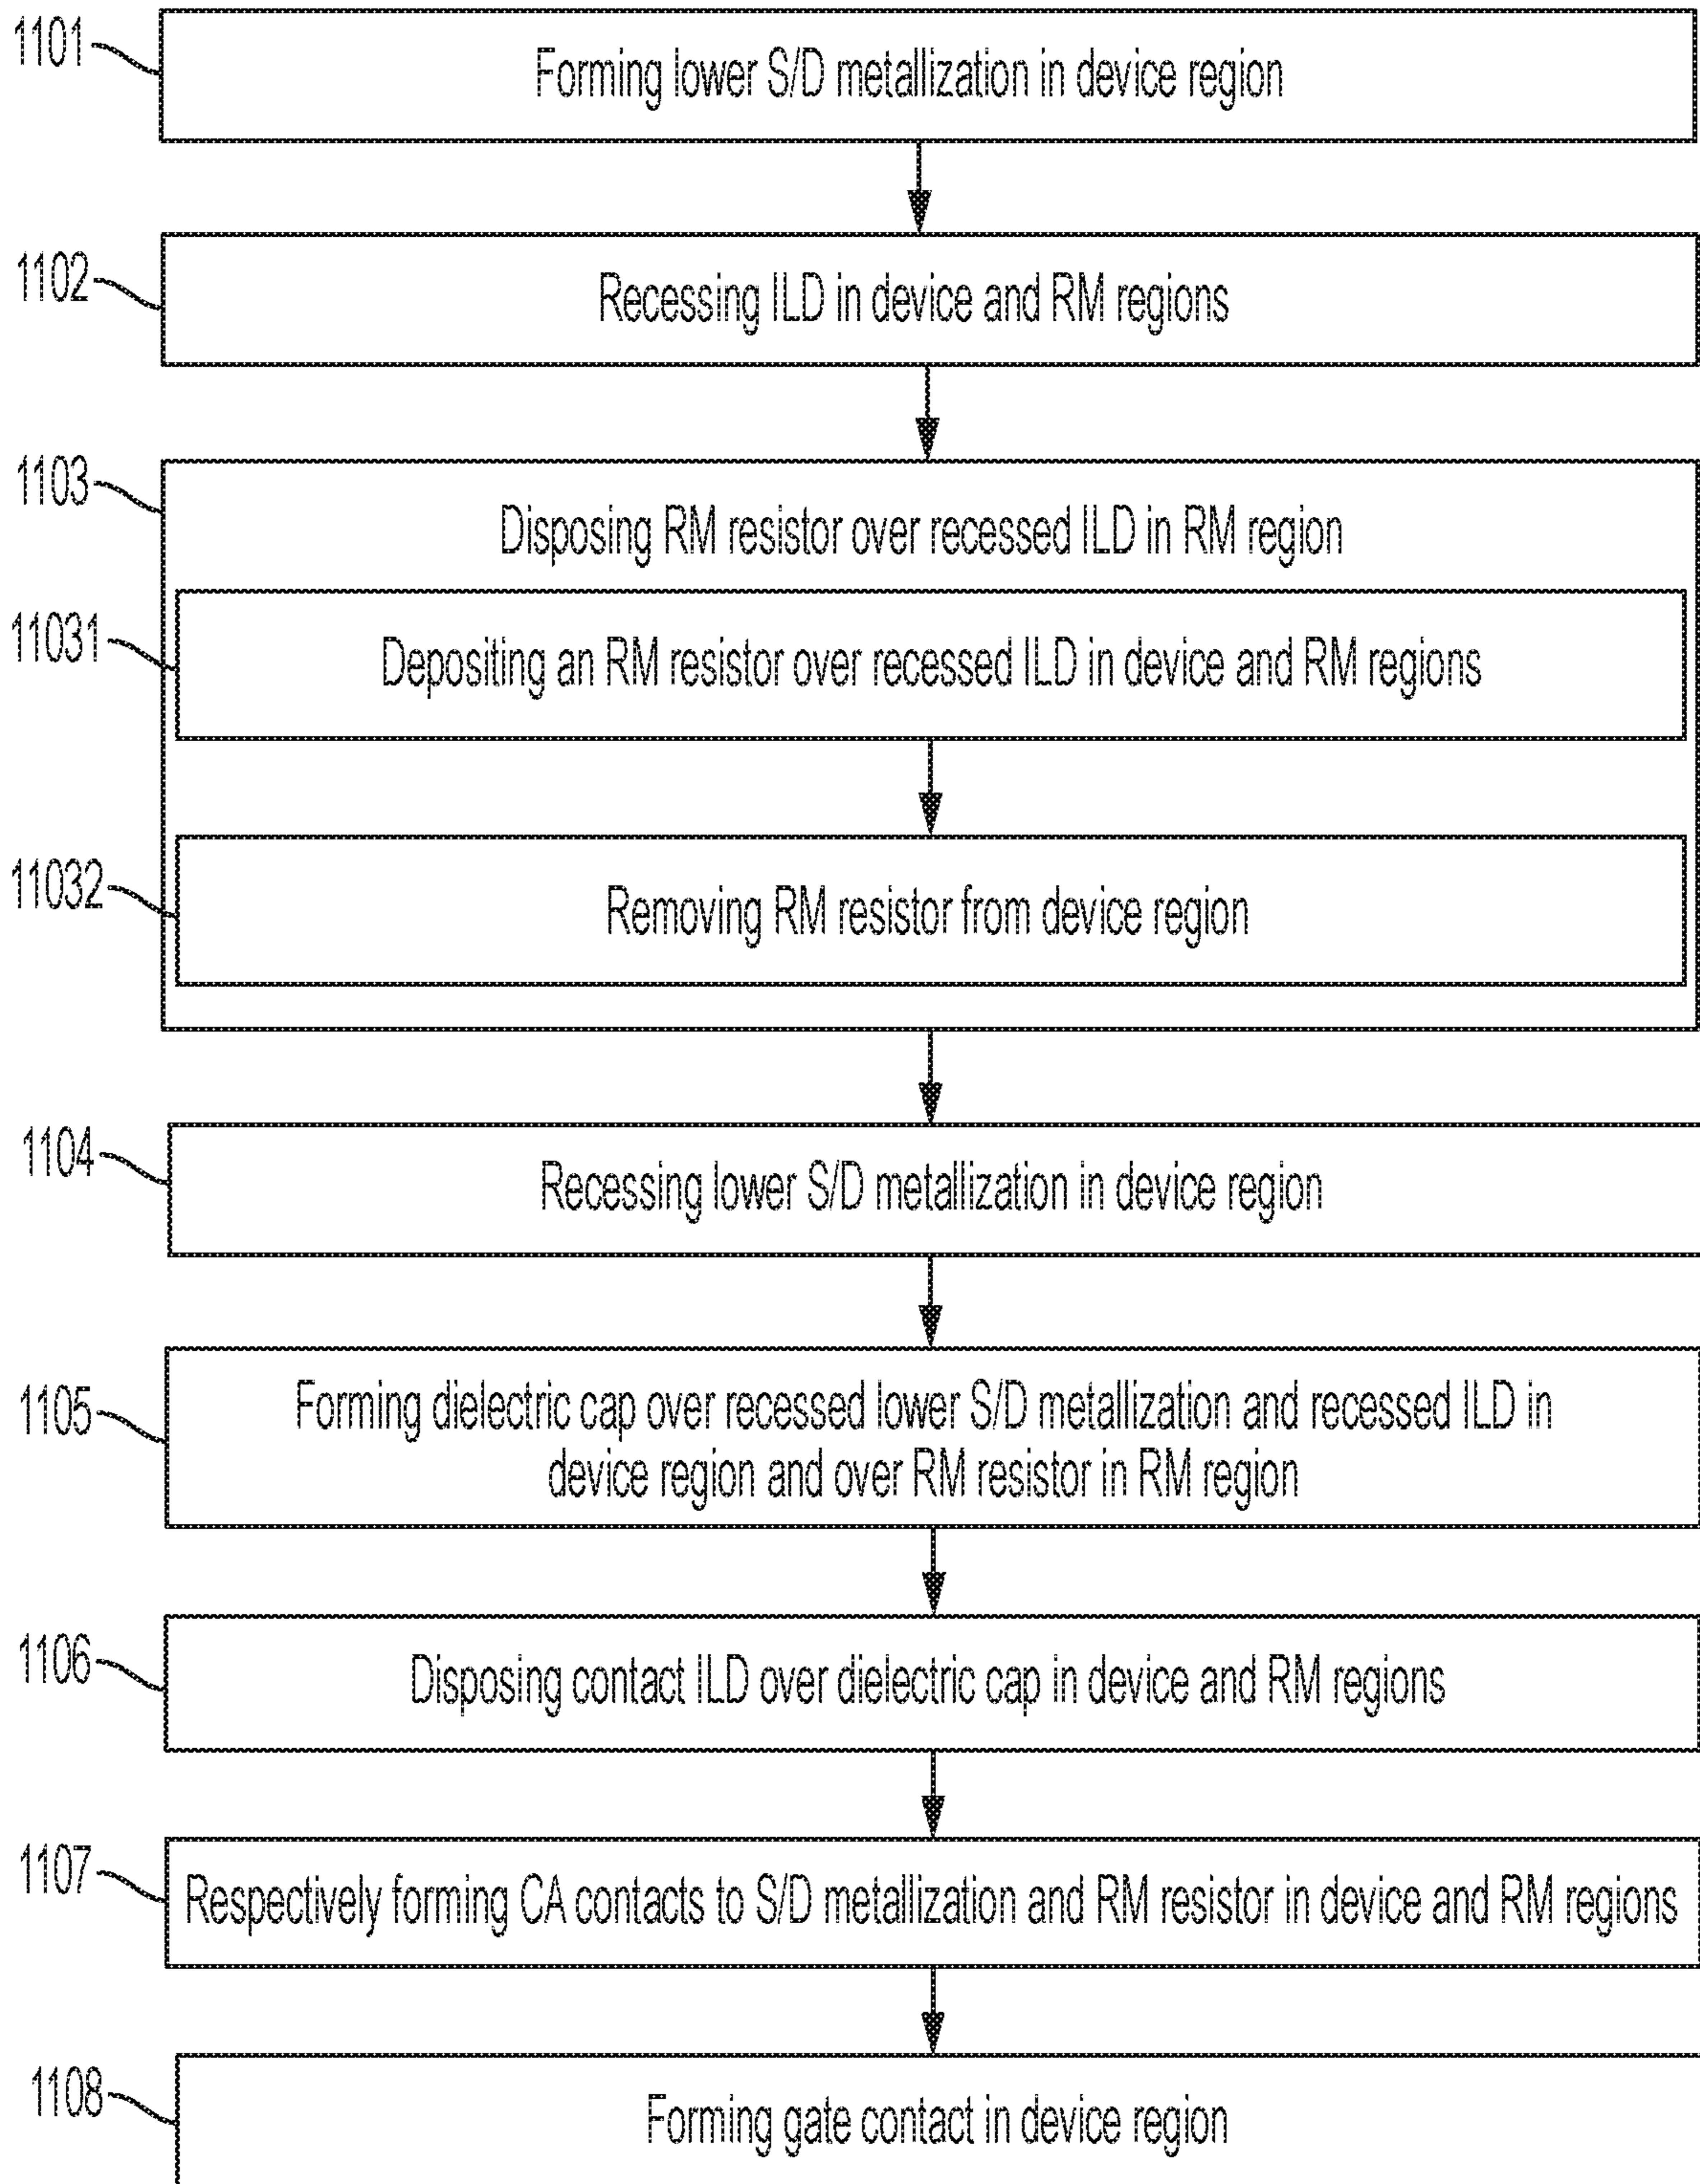 1101
Forming lower S/D metallization in device region
1102
Recessing ILD in device and RM regions
1103
Disposing RM resistor over recessed ILD in RM region
11031
Depositing an RM resistor over recessed ILD in device and RM regions
11032
Removing RM resistor from device region
1104
Recessing lower S/D metallization in device region
1105
Forming dielectric cap over recessed lower S/D metallization and recessed ILD in
device region and over RM resistor in RM region
1106
Disposing contact ILD over dielectric cap in device and RM regions
1107
Respectively forming CA contacts to S/D metallization and RM resistor in device and RM regions
1108
Forming gate contact in device region